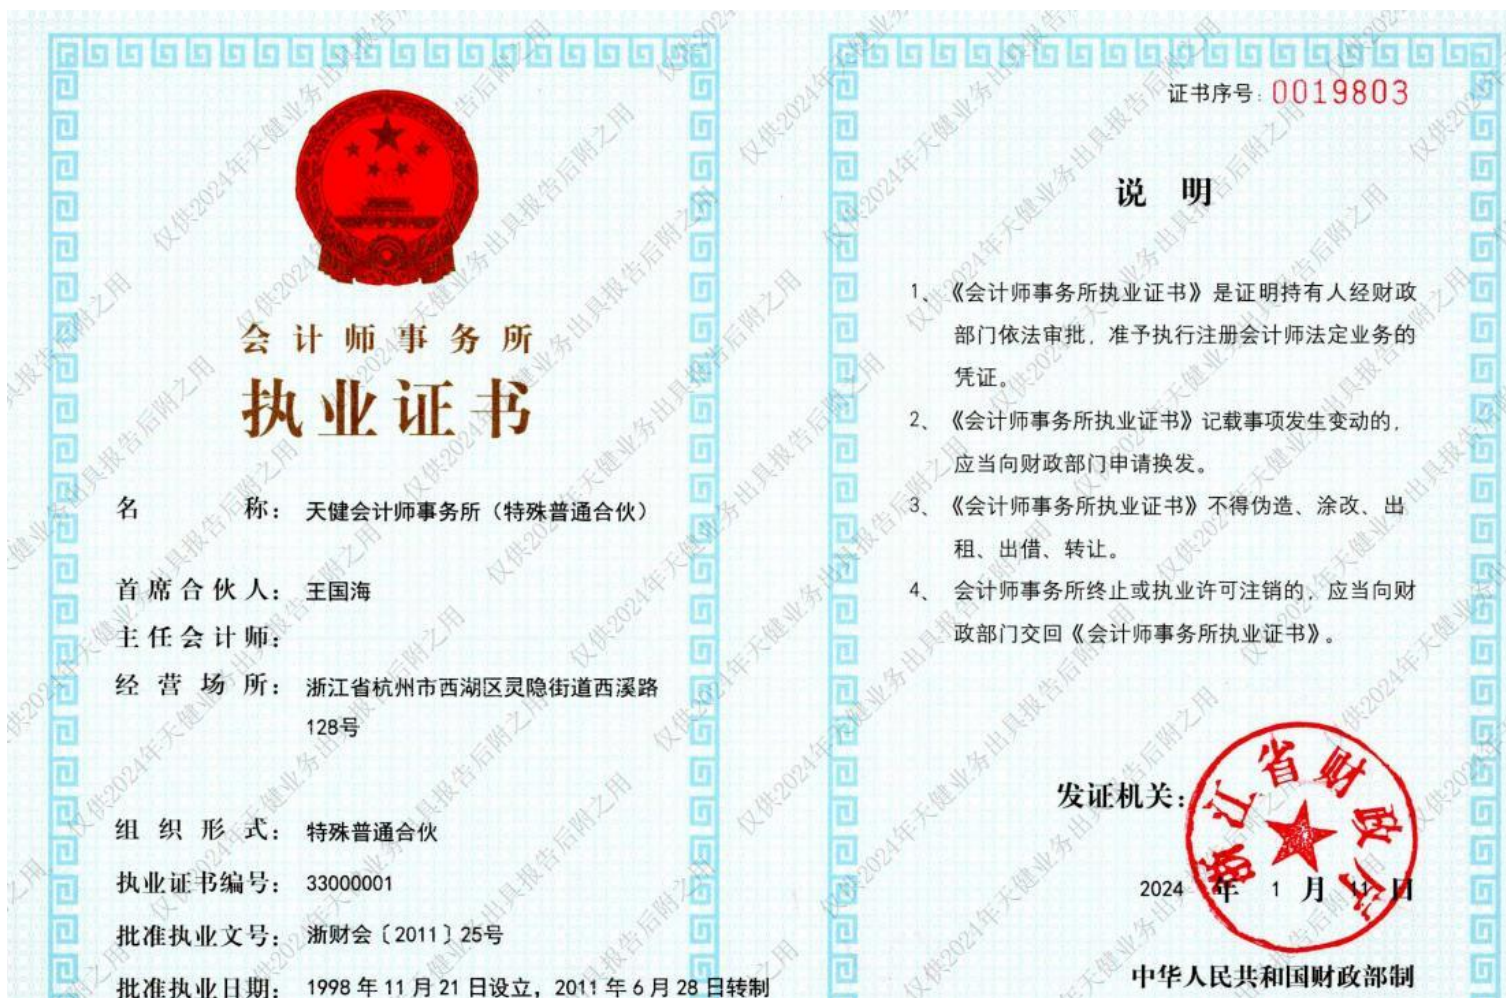 会计师事务所
执业证书
名称：天健会计师事务所（特殊普通合伙）
首席合伙人：王国海
主任会计师：
经营场所：浙江省杭州市西湖区灵隐街道西溪路
128号
组织形式：特殊普通合伙
执业证书编号：33000001
批准执业文号：浙财会〔2011〕25号
批准执业日期：1998年11月21日设立，2011年6月28日转制
证书序号：0019803
说明
1、《会计师事务所执业证书》是证明持有人经财政
部门依法审批，准予执行注册会计师法定业务的
凭证。
2、《会计师事务所执业证书》记载事项发生变动的，
应当向财政部门申请换发。
3、《会计师事务所执业证书》不得伪造、涂改、出
租、出借、转让。
4、会计师事务所终止或执业许可注销的，应当向财
政部门交回《会计师事务所执业证书》。
发证机关：
浙江省财政厅
2024年1月11日
中华人民共和国财政部制
仅供2024年天健业务出具报告后附之用